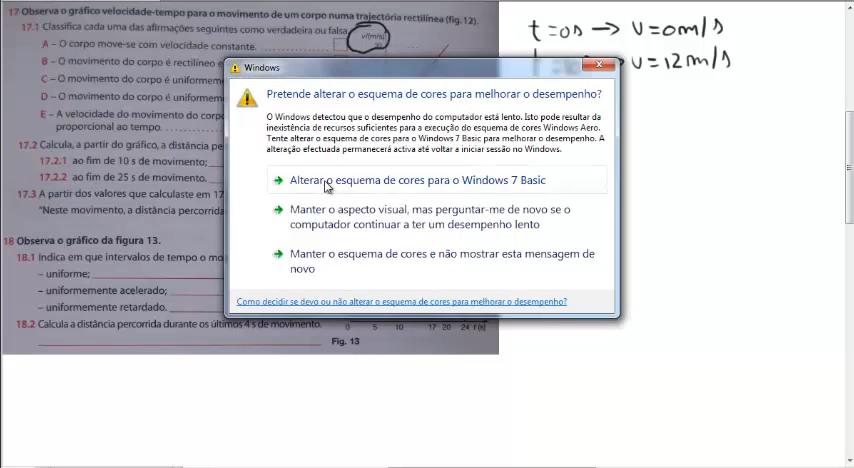 17 Observa o gráfico velocidade-tempo para o movimento de um corpo numa trajectória rectilínea (fig. 12).
17.1 Classifica cada uma das afirmações seguintes como verdadeira ou falsa.
v/(m/s)
A – O corpo move-se com velocidade constante.
B – O movimento do corpo é rectilíneo e
C – O movimento do corpo é uniformeme
D – O movimento do corpo é uniformeme
E – A velocidade do movimento do corpo
proporcional ao tempo.
17.2 Calcula, a partir do gráfico, a distância pe
17.2.1 ao fim de 10 s de movimento;
17.2.2 ao fim de 25 s de movimento.
17.3 A partir dos valores que calculaste em 17
"Neste movimento, a distância percorrida
18 Observa o gráfico da figura 13.
18.1 Indica em que intervalos de tempo o mo
– uniforme;
– uniformemente acelerado;
– uniformemente retardado.
18.2 Calcula a distância percorrida durante os últimos 4 s de movimento.
0 5 10 17 20 24 t(s)
Fig. 13
t=0s → v=0m/s
v=12m/s
Windows
Pretende alterar o esquema de cores para melhorar o desempenho?
O Windows detectou que o desempenho do computador está lento. Isto pode resultar da
inexistência de recursos suficientes para a execução do esquema de cores Windows Aero.
Tente alterar o esquema de cores para o Windows 7 Basic para melhorar o desempenho. A
alteração efectuada permanecerá activa até voltar a iniciar sessão no Windows.
Alterar o esquema de cores para o Windows 7 Basic
Manter o aspecto visual, mas perguntar-me de novo se o
computador continuar a ter um desempenho lento
Manter o esquema de cores e não mostrar esta mensagem de
novo
Como decidir se devo ou não alterar o esquema de cores para melhorar o desempenho?